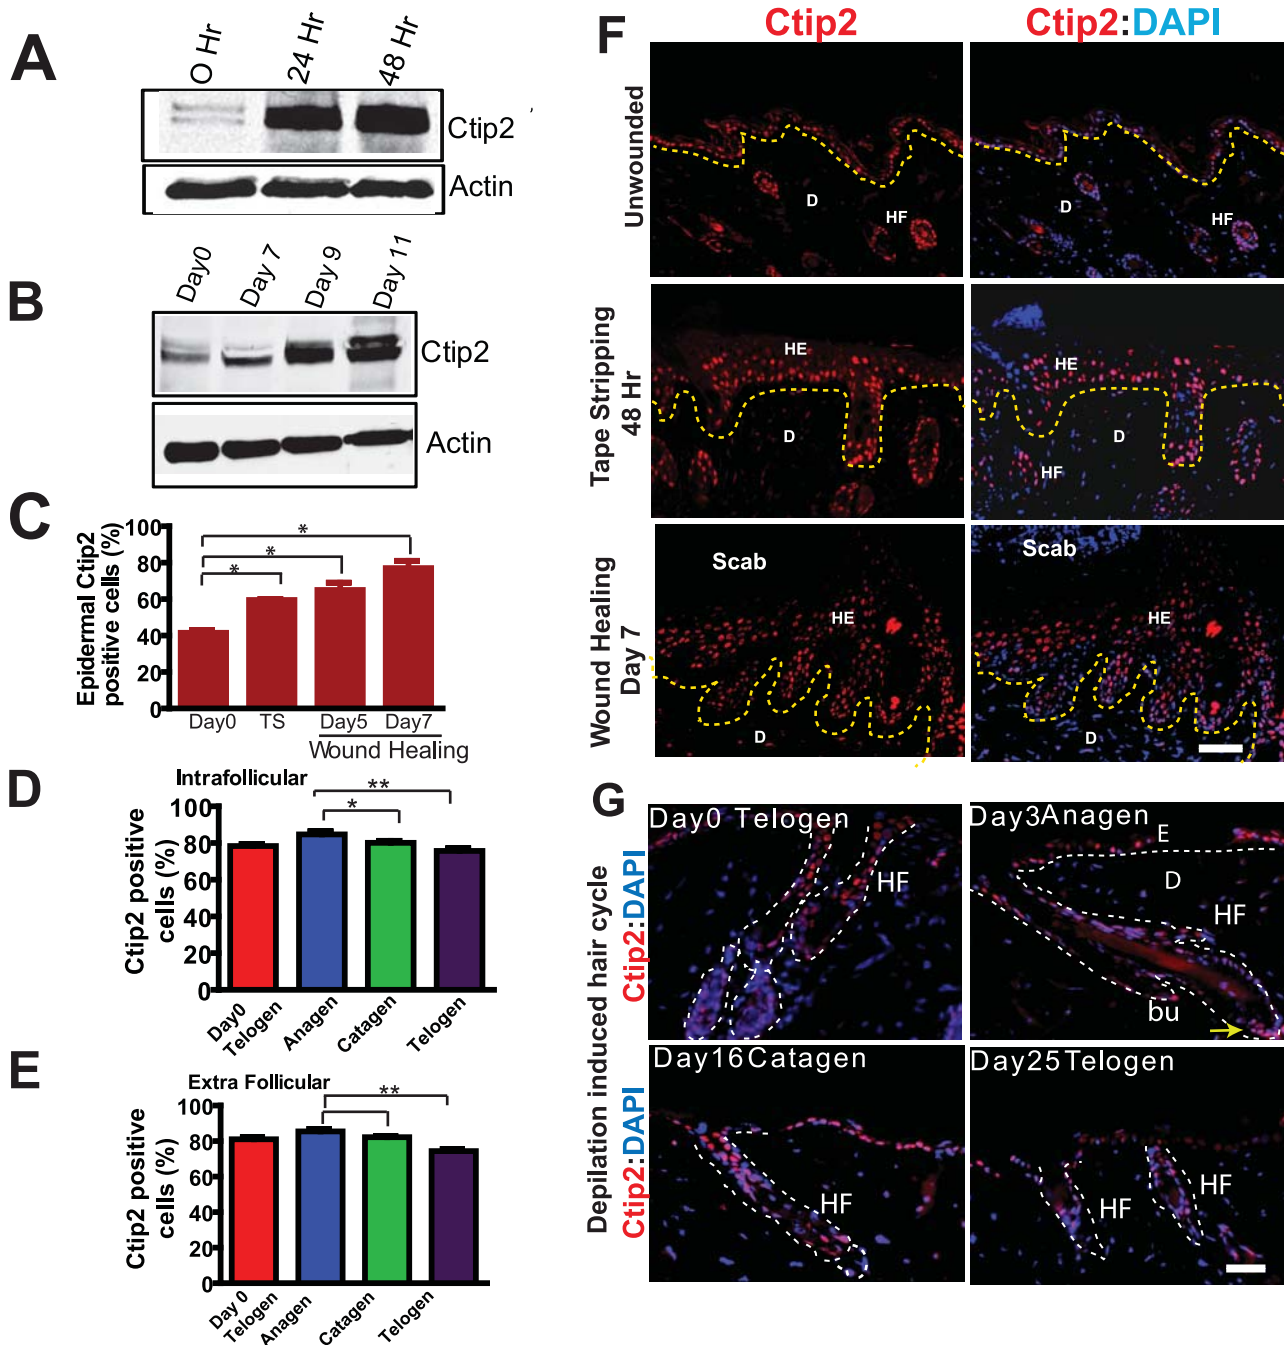 A
O Hr
24 Hr
48 Hr
Ctip2
,
Actin
B
Day0
Day 7
Day 9
Day 11
Ctip2
Actin
C
Epidermal Ctip2
positive cells (%)
100
80
60
40
20
0
*
*
*
Day0
TS
Day5
Day7
Wound Healing
D
Intrafollicular
Ctip2 positive
cells (%)
100
80
60
40
20
0
**
*
Day0
Telogen
Anagen
Catagen
Telogen
E
Extra Follicular
Ctip2 positive
cells (%)
100
80
60
40
20
0
**
Day 0
Telogen
Anagen
Catagen
Telogen
F
Ctip2
Ctip2:DAPI
Unwounded
D
HF
D
HF
Tape Stripping
48 Hr
HE
D
HE
D
HF
Wound Healing
Day 7
Scab
HE
D
Scab
HE
D
G
Depilation induced hair cycle
Ctip2:DAPI
Day0 Telogen
HF
Day3Anagen
E
D
HF
bu
Ctip2:DAPI
Day16Catagen
HF
Day25Telogen
HF
HF